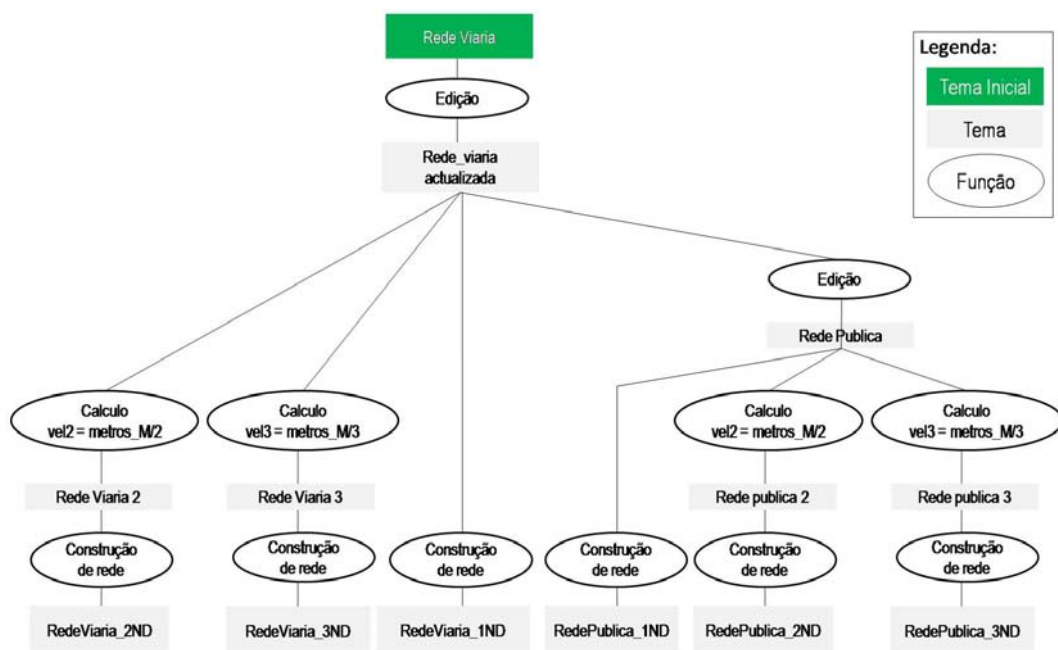 Rede Viaria
Legenda:
Tema Inicial
Tema
Função
Edição
Rede_viaria
actualizada
Edição
Rede Publica
Calculo
vel2 = metros_M/2
Calculo
vel3 = metros_M/3
Calculo
vel2 = metros_M/2
Calculo
vel3 = metros_M/3
Rede Viaria 2
Rede Viaria 3
Rede publica 2
Rede publica 3
Construção
de rede
Construção
de rede
Construção
de rede
Construção
de rede
Construção
de rede
Construção
de rede
RedeViaria_2ND
RedeViaria_3ND
RedeViaria_1ND
RedePublica_1ND
RedePublica_2ND
RedePublica_3ND